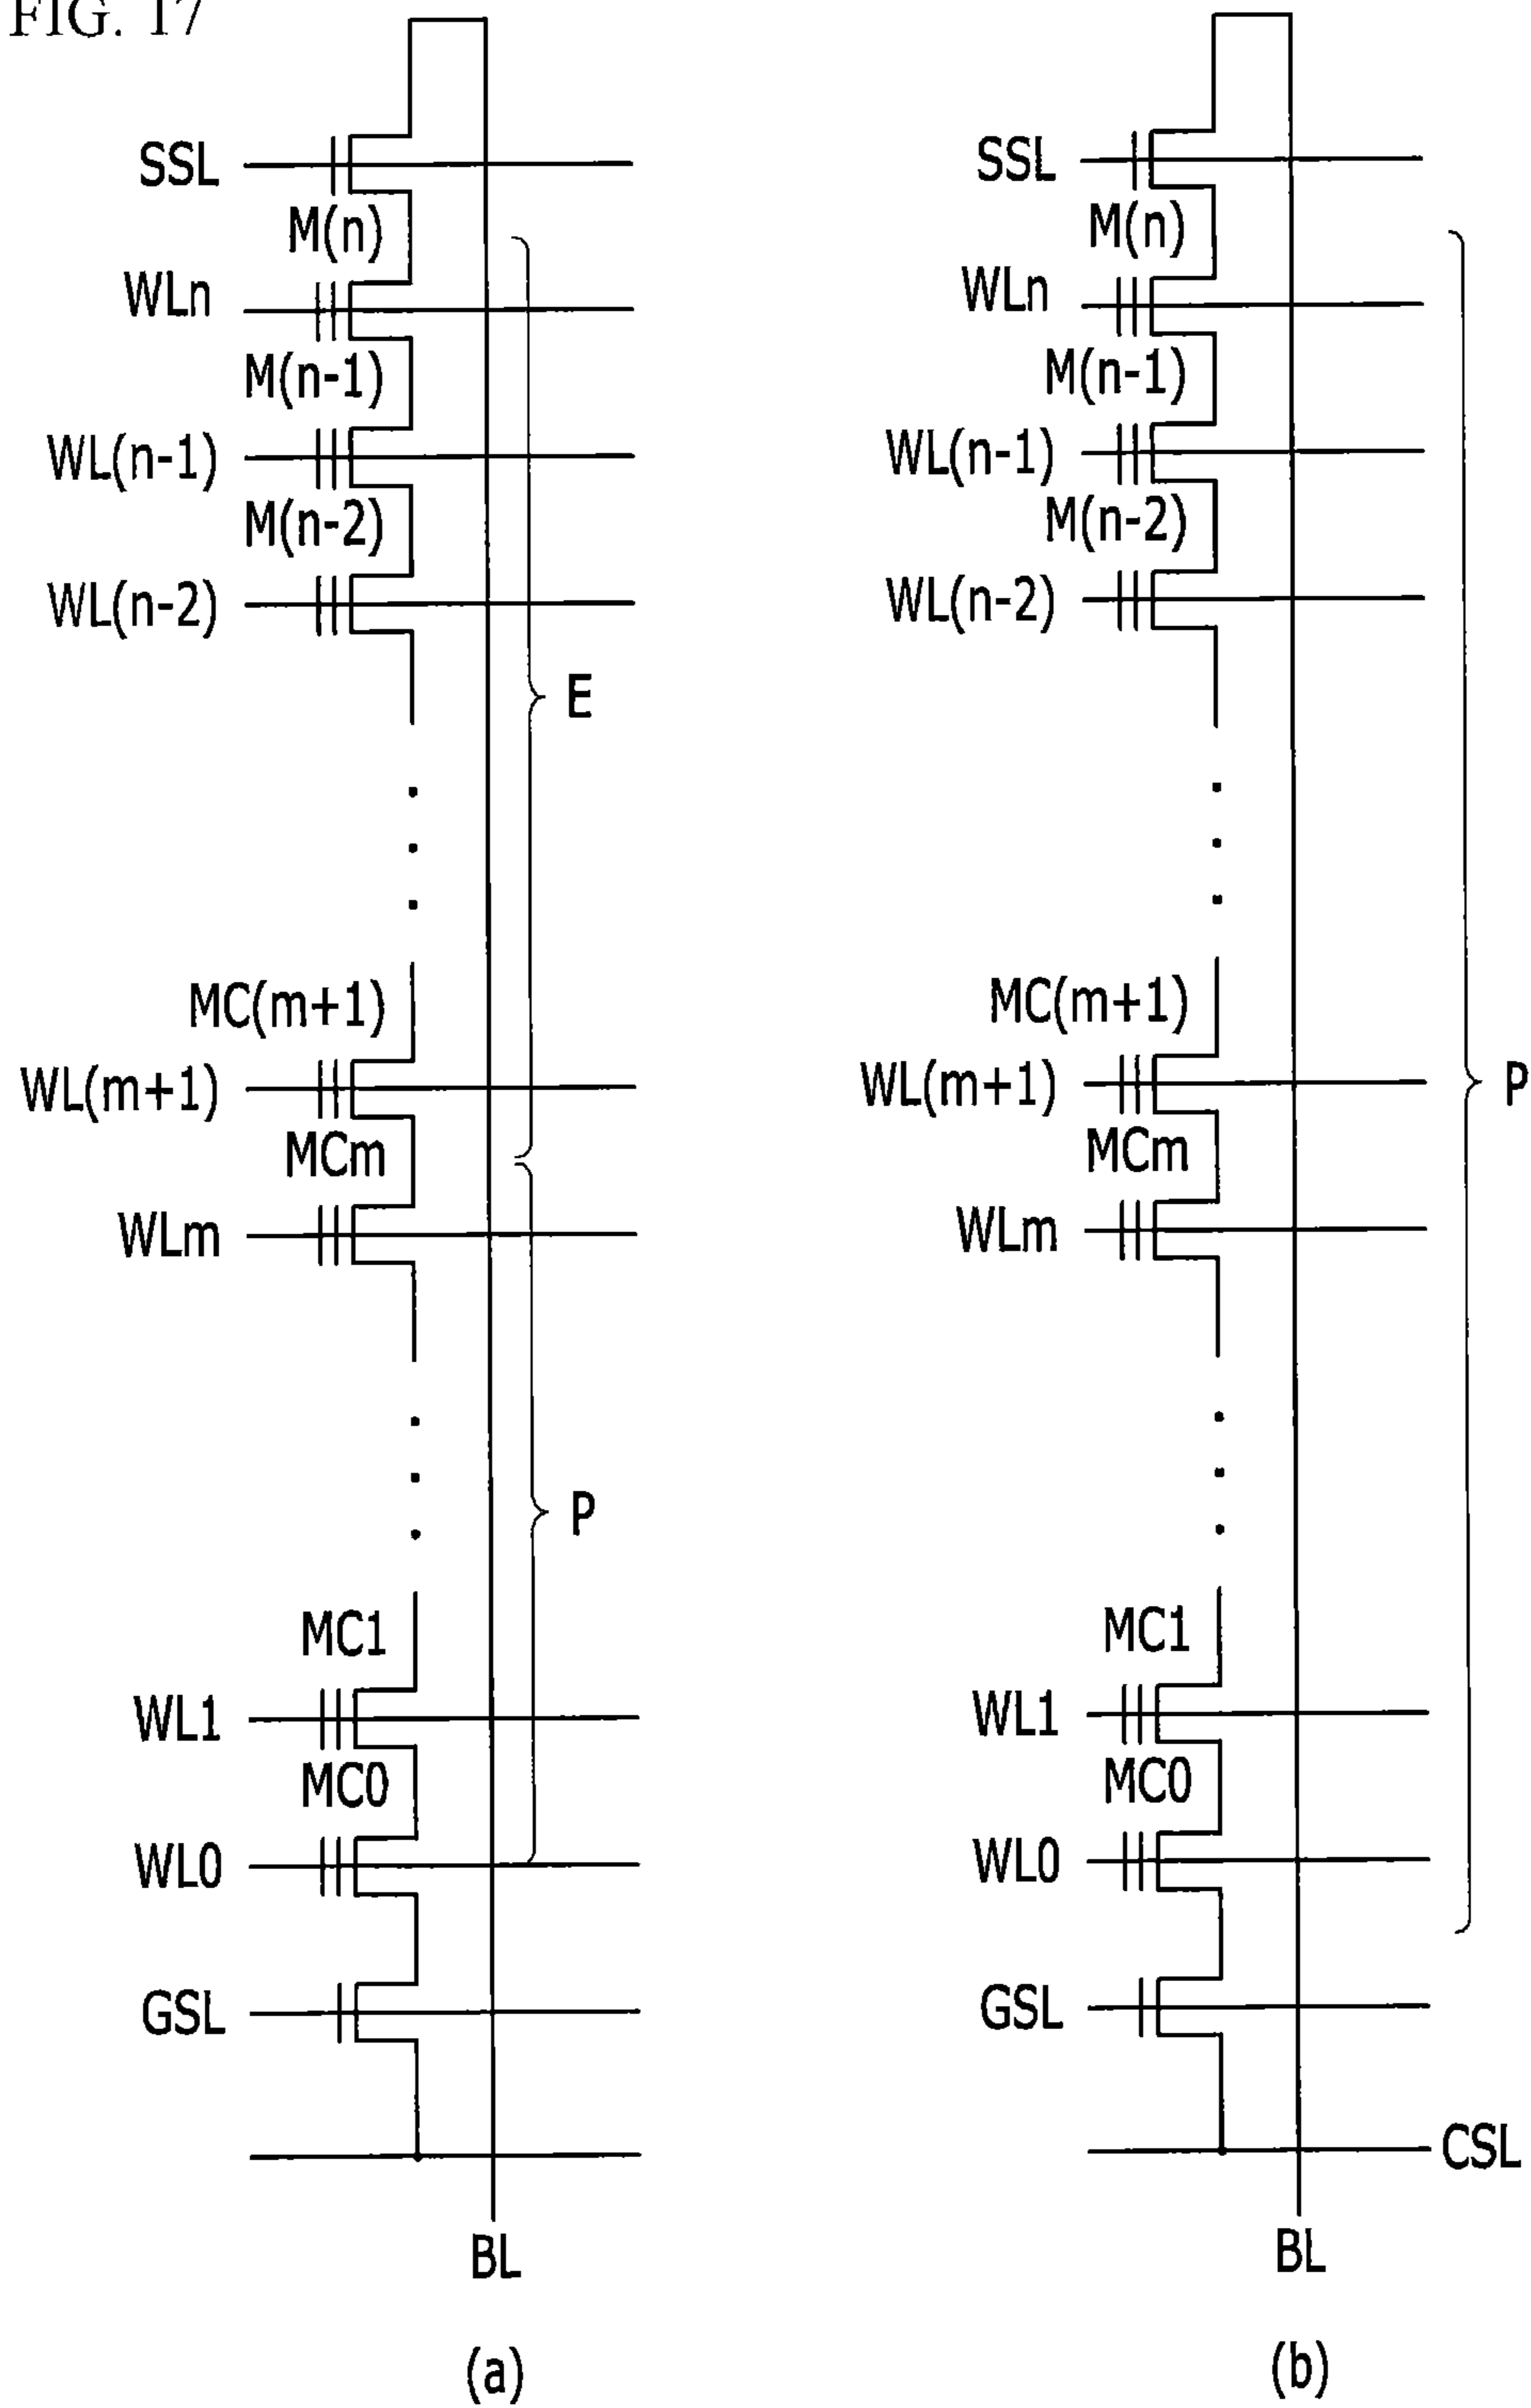 FIG. 17
SSL
M(n)
WLn
M(n-1)
WL(n-1)
M(n-2)
WL(n-2)
E
MC(m+1)
WL(m+1)
MCm
WLm
P
MC1
WL1
MC0
WL0
GSL
BL
(a)
SSL
M(n)
WLn
M(n-1)
WL(n-1)
M(n-2)
WL(n-2)
MC(m+1)
WL(m+1)
P
MCm
WLm
MC1
WL1
MC0
WL0
GSL
CSL
BL
(b)